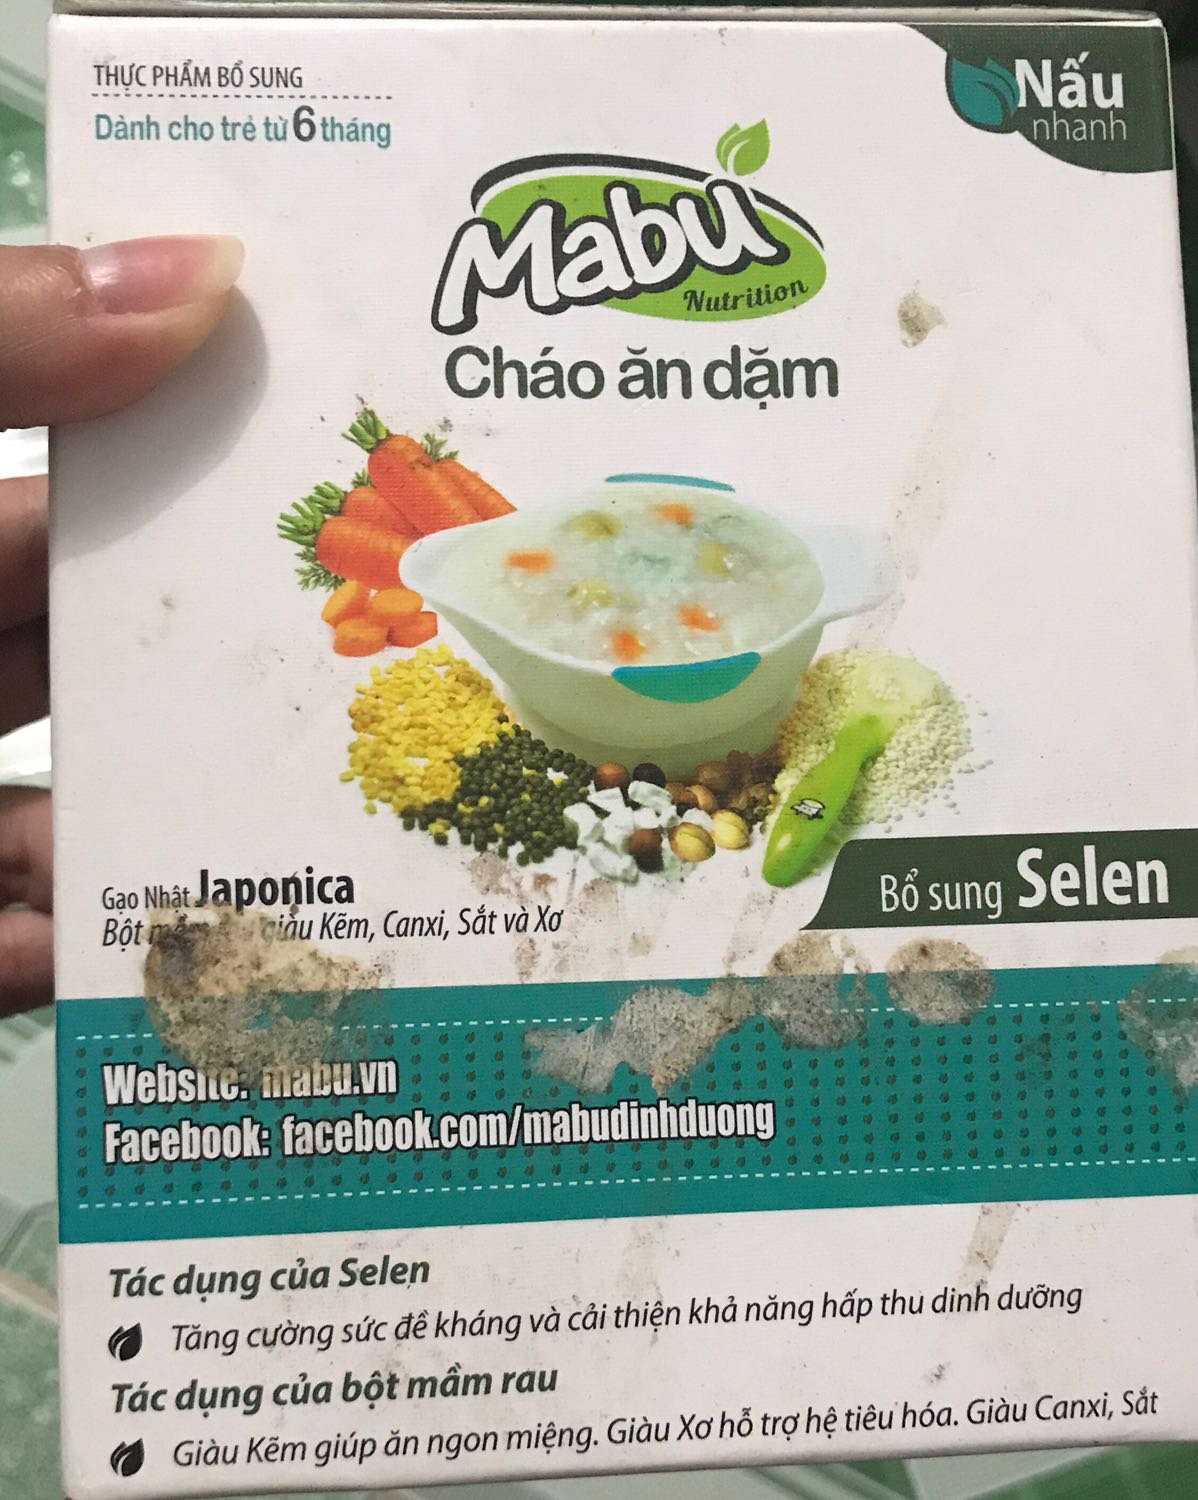 THỰC PHẨM BỔ SUNG
Dành cho trẻ từ 6 tháng
Nấu
nhanh
Mabu
Nutrition
Cháo ăn dặm
Gạo Nhật Japonica
Bột giàu Kẽm, Canxi, Sắt và Xơ
Bổ sung Selen
Website: mabu.vn
Facebook: facebook.com/mabudinhduong
Tác dụng của Selen
Tăng cường sức đề kháng và cải thiện khả năng hấp thu dinh dưỡng
Tác dụng của bột mầm rau
Giàu Kẽm giúp ăn ngon miệng. Giàu Xơ hỗ trợ hệ tiêu hóa. Giàu Canxi, Sắt